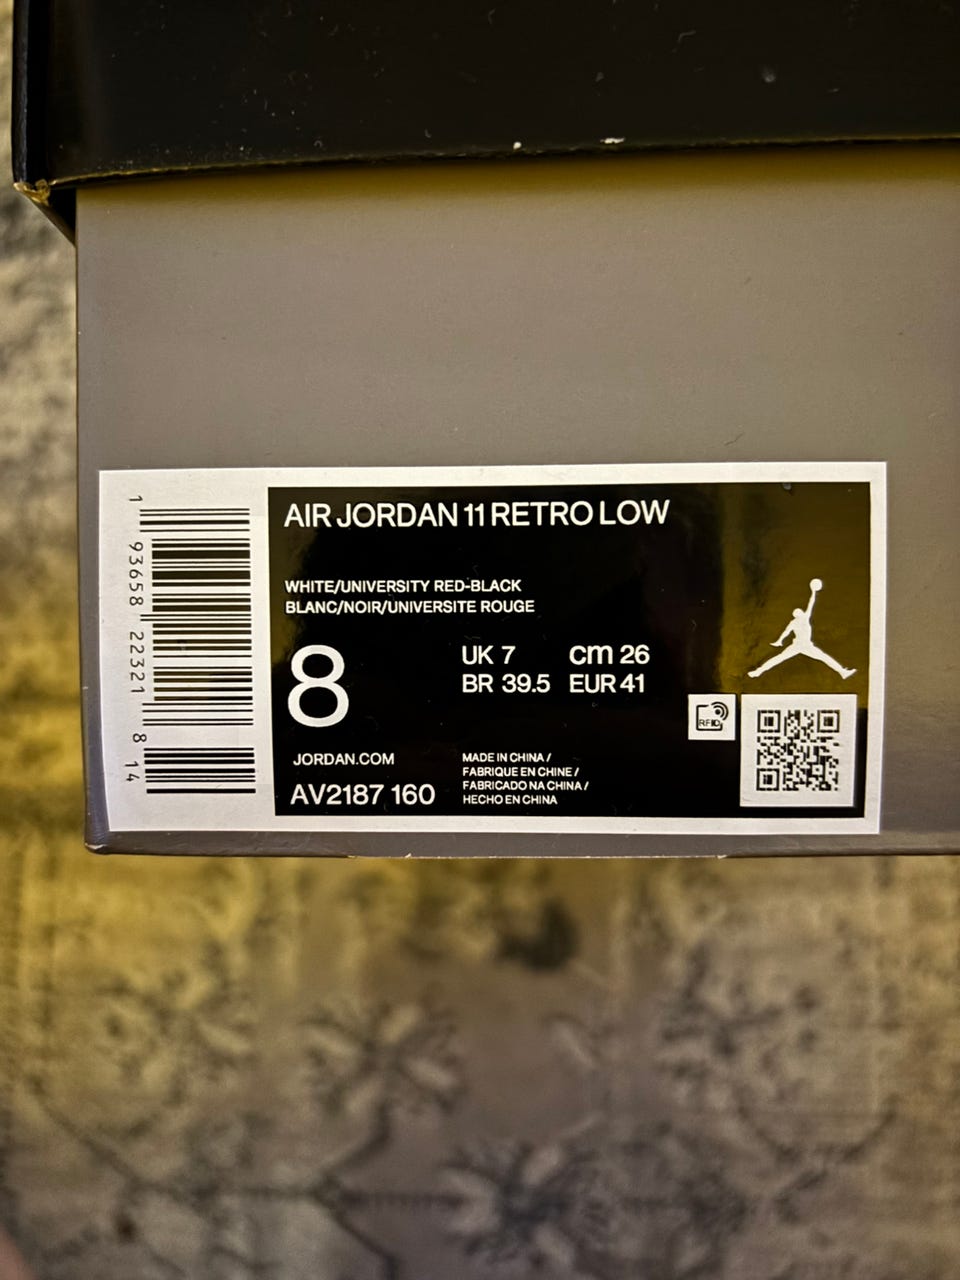 1
93658
22321
8
14
AIR JORDAN 11 RETRO LOW
WHITE/UNIVERSITY RED-BLACK
BLANC/NOIR/UNIVERSITE ROUGE
8
UK 7 cm 26
BR 39.5 EUR 41
RFID
JORDAN.COM
AV2187 160
MADE IN CHINA /
FABRIQUE EN CHINE /
FABRICADO NA CHINA /
HECHO EN CHINA